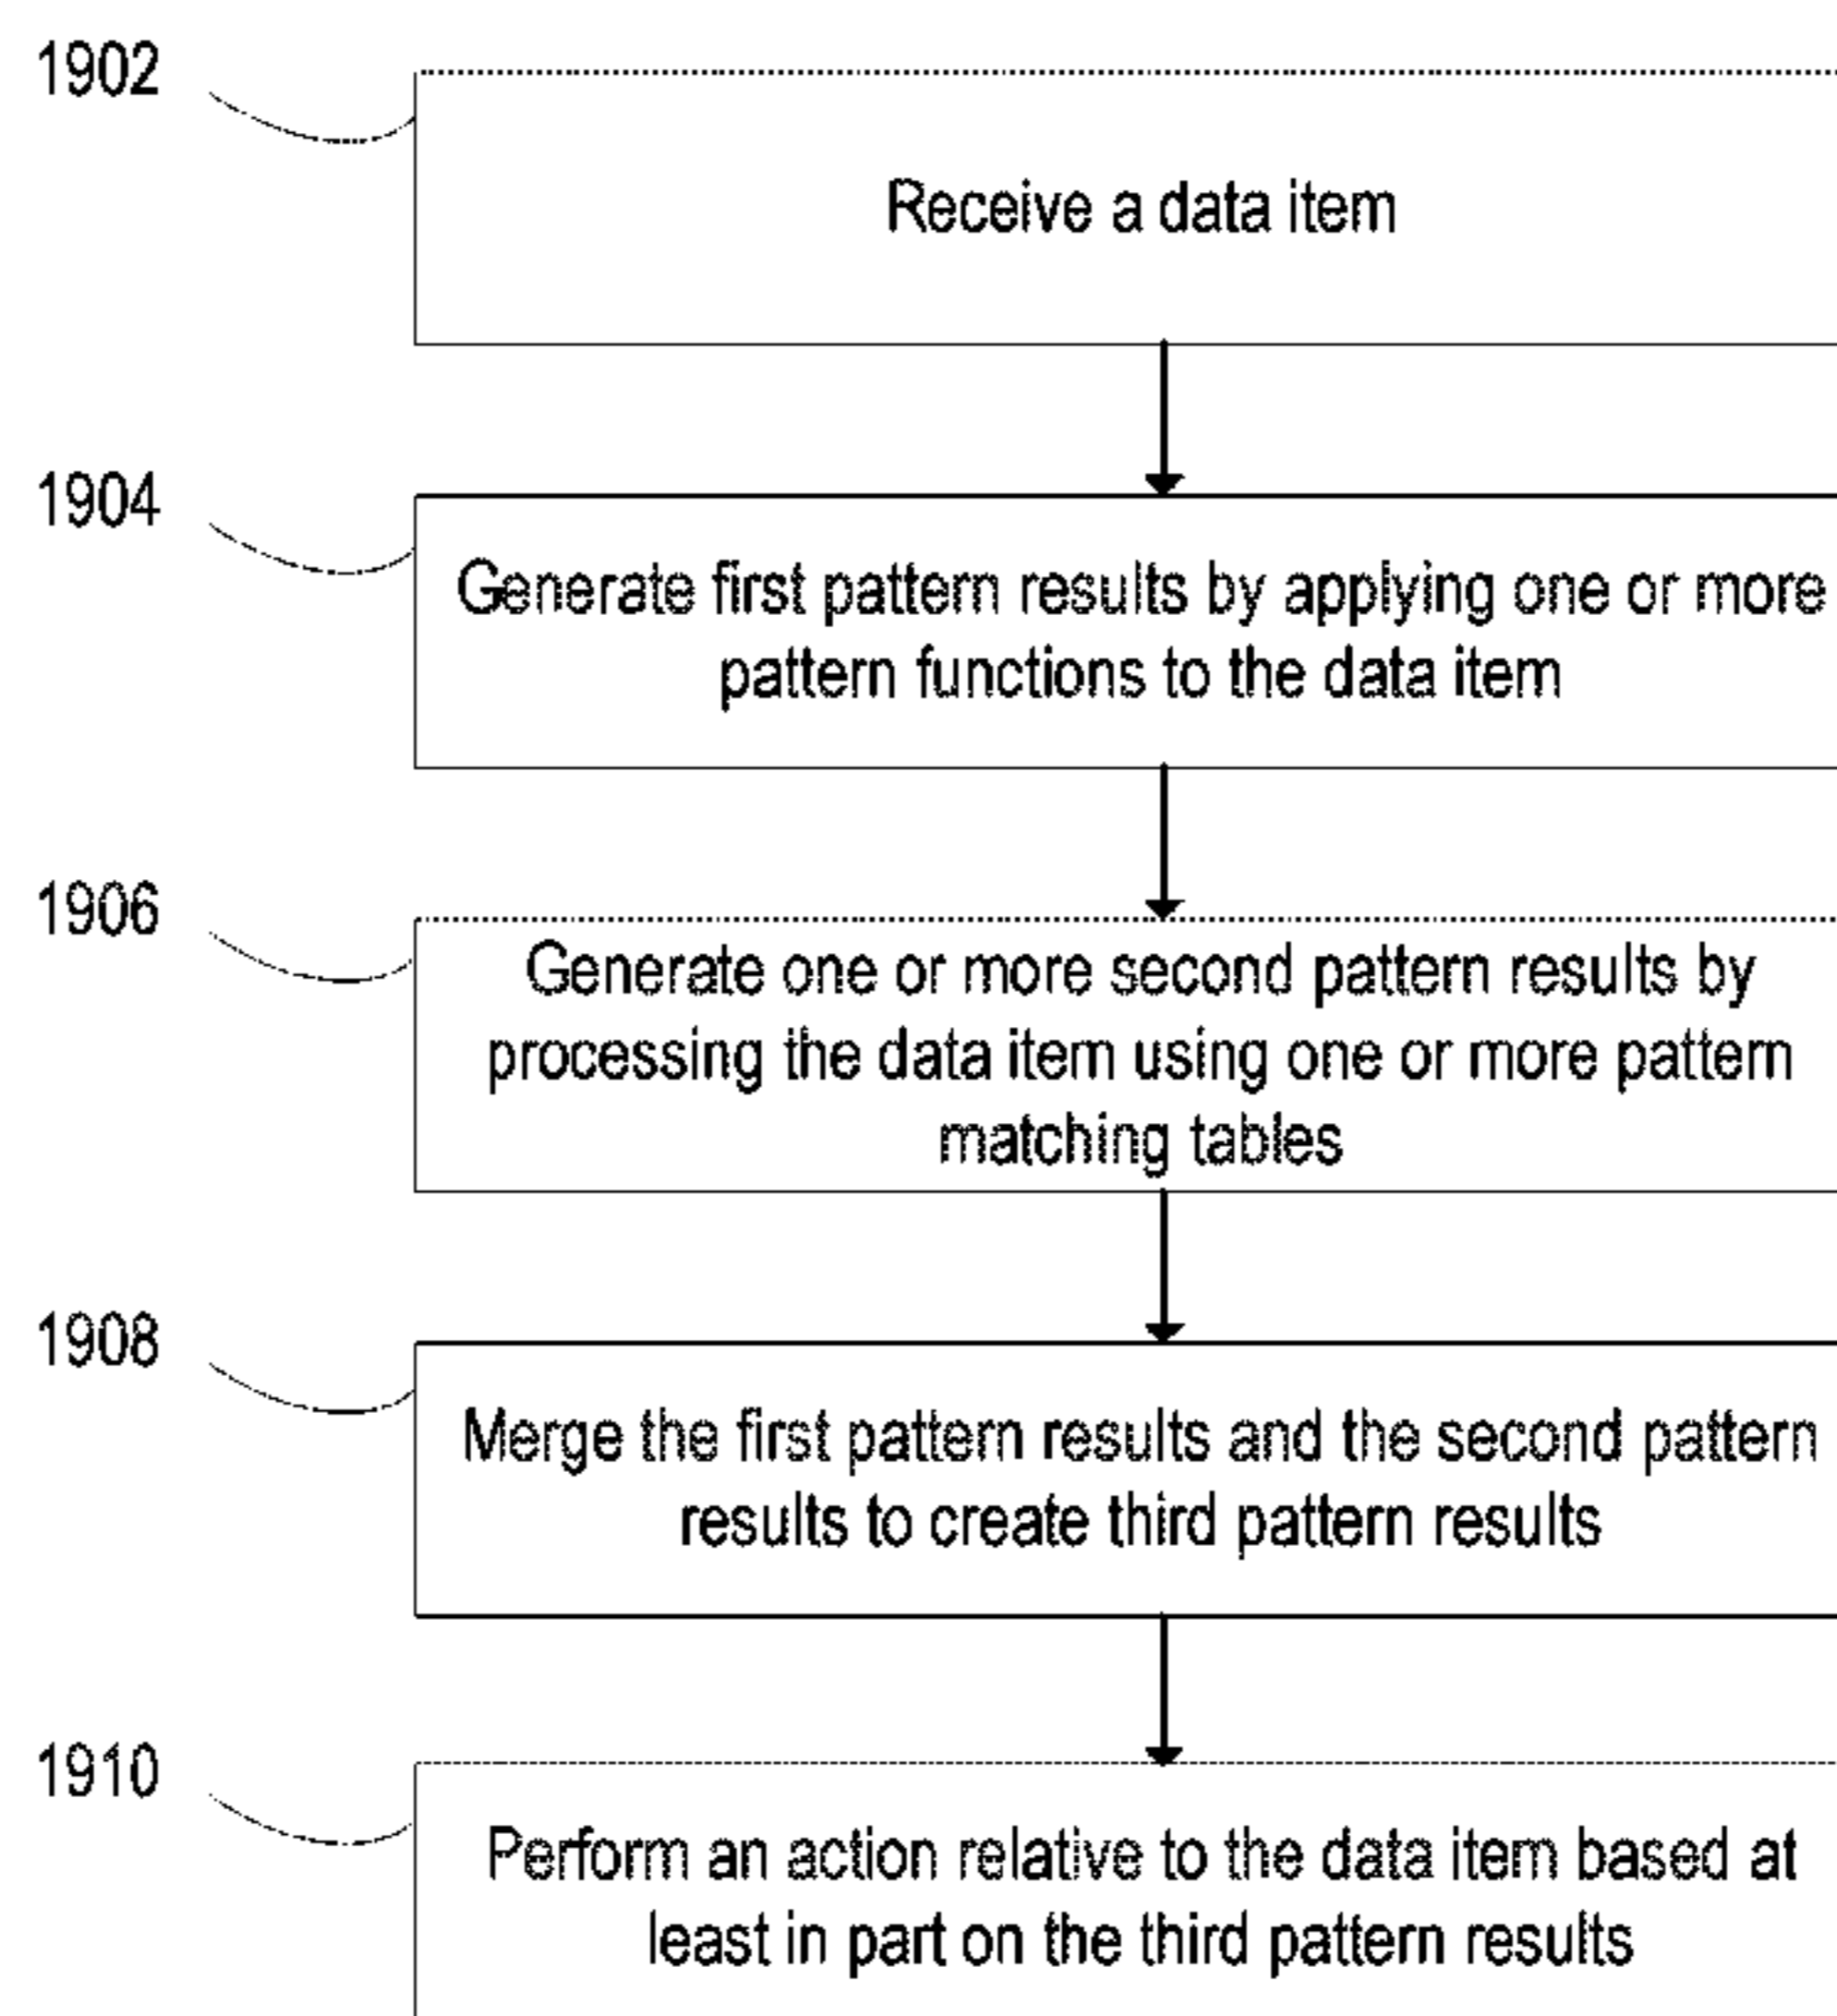 1902
Receive a data item
1904
Generate first pattern results by applying one or more
pattern functions to the data item
1906
Generate one or more second pattern results by
processing the data item using one or more pattern
matching tables
1908
Merge the first pattern results and the second pattern
results to create third pattern results
1910
Perform an action relative to the data item based at
least in part on the third pattern results